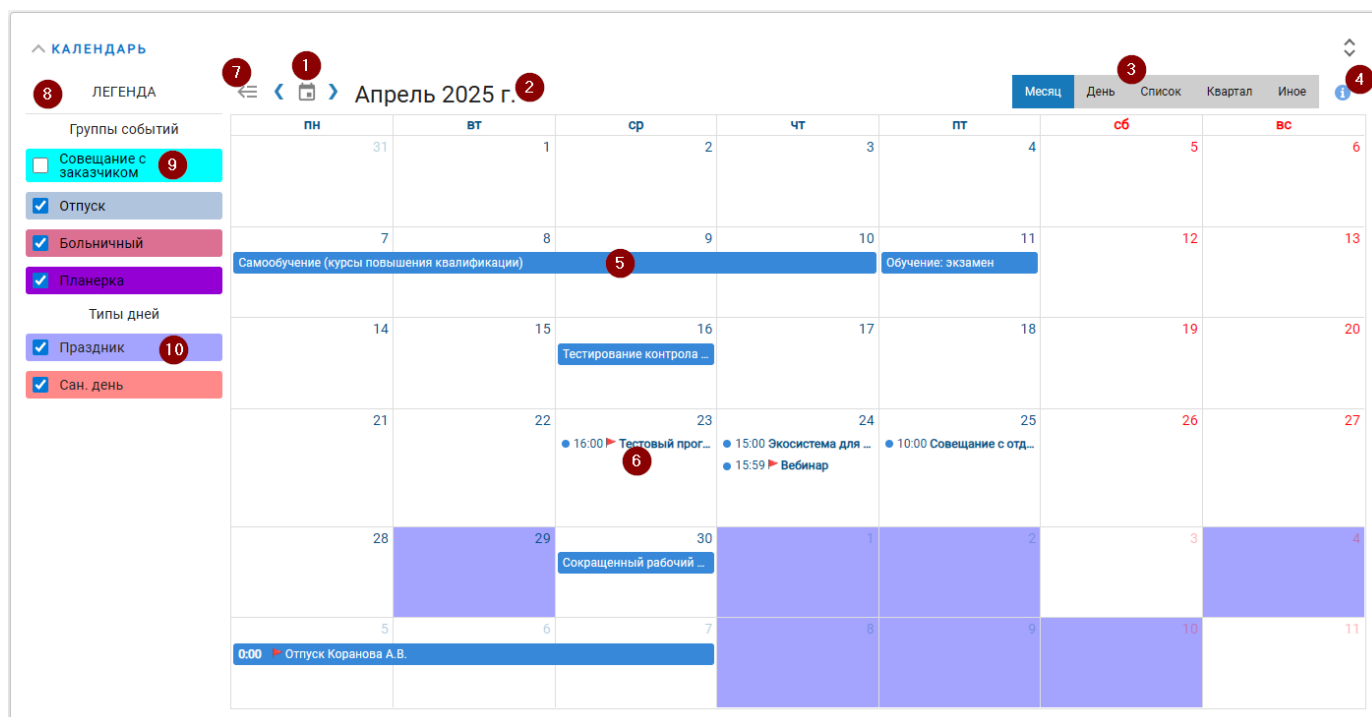 КАЛЕНДАРЬ
8 ЛЕГЕНДА
7 1 Апрель 2025 г. 2
3
Месяц День Список Квартал Иное
4
Группы событий
Совещание с заказчиком 9
Отпуск
Больничный
Планерка
Типы дней
Праздник 10
Сан. день
пн вт ср чт пт сб вс
31 1 2 3 4 5 6
7 8 9 10 11 12 13
Самообучение (курсы повышения квалификации) 5 Обучение: экзамен
14 15 16 17 18 19 20
Тестирование контрола ...
21 22 23 24 25 26 27
16:00 Тестовый прог... 15:00 Экосистема для ... 10:00 Совещание с отд...
6 15:59 Вебинар
28 29 30 1 2 3 4
Сокращенный рабочий ...
5 6 7 8 9 10 11
0:00 Отпуск Коранова А.В.